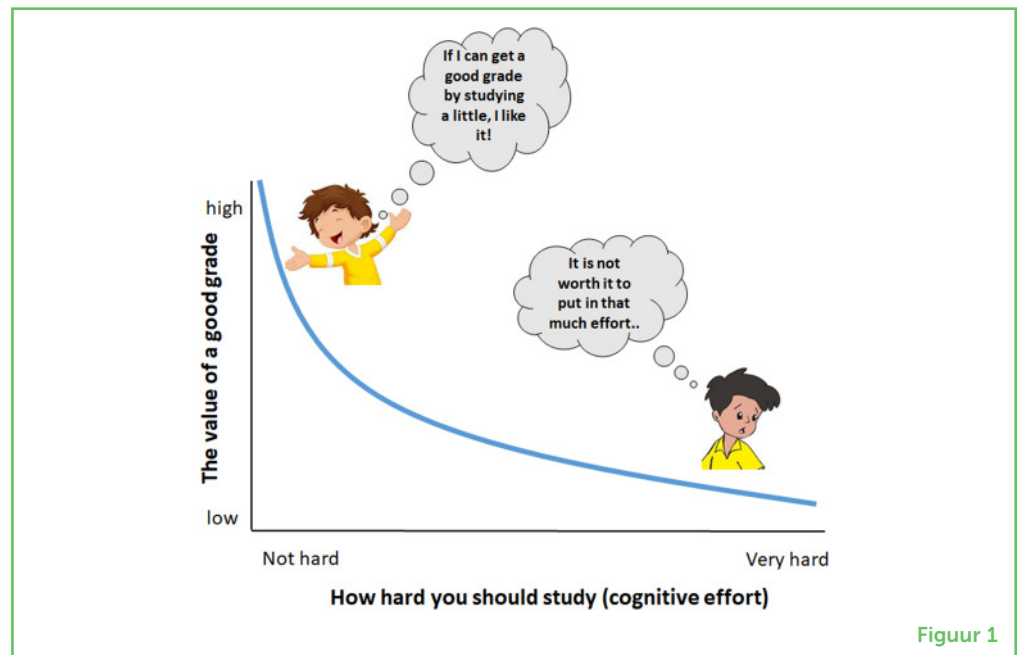 If I can get a
good grade
by studying
a little, I like
it!
high
The value of a good grade
It is not
worth it to
put in that
much effort..
low
Not hard
Very hard
How hard you should study (cognitive effort)
Figuur 1